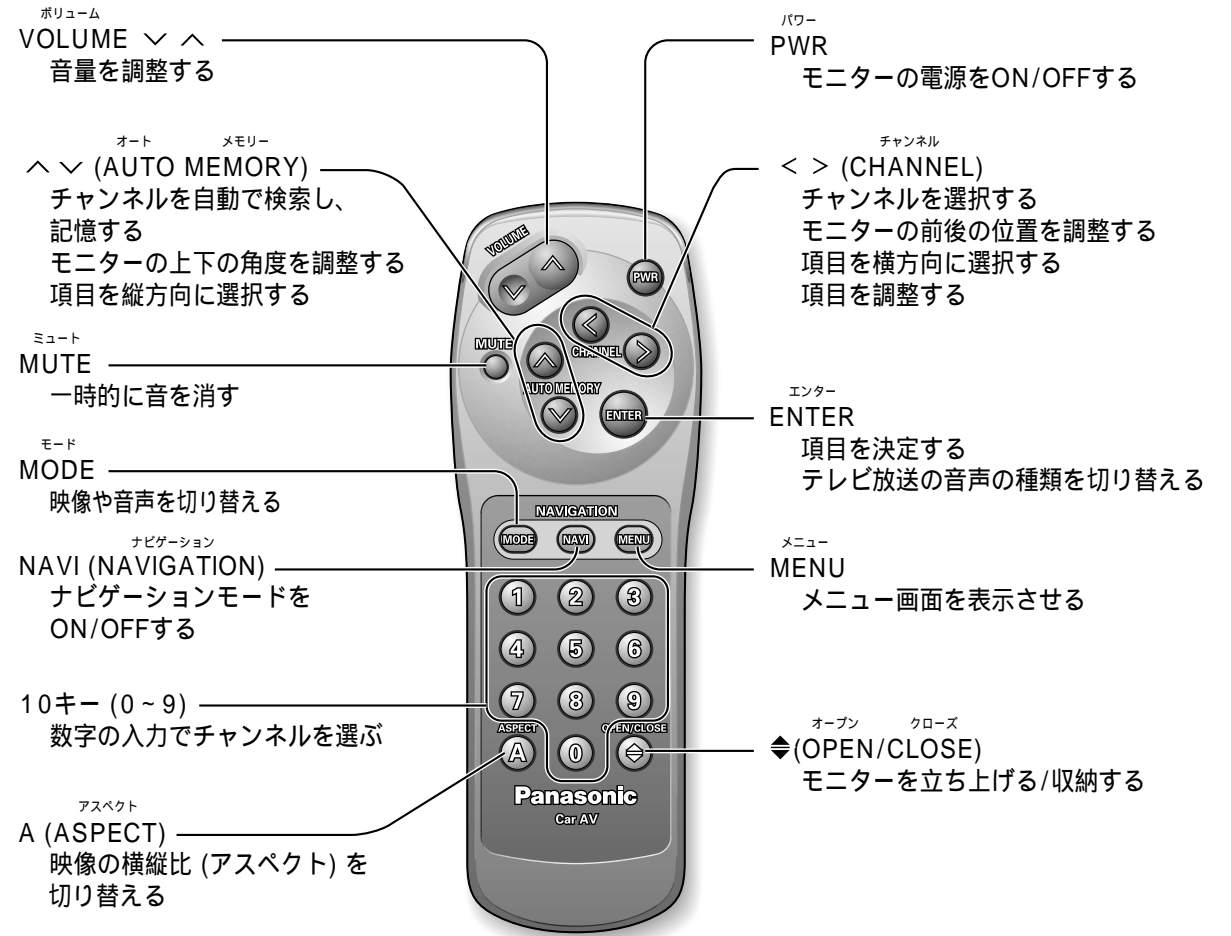 ボリューム
VOLUME ∨ ∧
音量を調整する
オート メモリー
∧ ∨ (AUTO MEMORY)
チャンネルを自動で検索し、
記憶する
モニターの上下の角度を調整する
項目を縦方向に選択する
ミュート
MUTE
一時的に音を消す
モード
MODE
映像や音声を切り替える
ナビゲーション
NAVI (NAVIGATION)
ナビゲーションモードを
ON/OFFする
10キー (0~9)
数字の入力でチャンネルを選ぶ
アスペクト
A (ASPECT)
映像の横縦比 (アスペクト) を
切り替える
VOLUME
PWR
MUTE
CHANNEL
AUTO MEMORY
ENTER
NAVIGATION
MODE NAVI MENU
1 2 3
4 5 6
7 8 9
ASPECT OPEN/CLOSE
A 0
Panasonic
Car AV
パワー
PWR
モニターの電源をON/OFFする
チャンネル
< > (CHANNEL)
チャンネルを選択する
モニターの前後の位置を調整する
項目を横方向に選択する
項目を調整する
エンター
ENTER
項目を決定する
テレビ放送の音声の種類を切り替える
メニュー
MENU
メニュー画面を表示させる
オープン クローズ
(OPEN/CLOSE)
モニターを立ち上げる/収納する